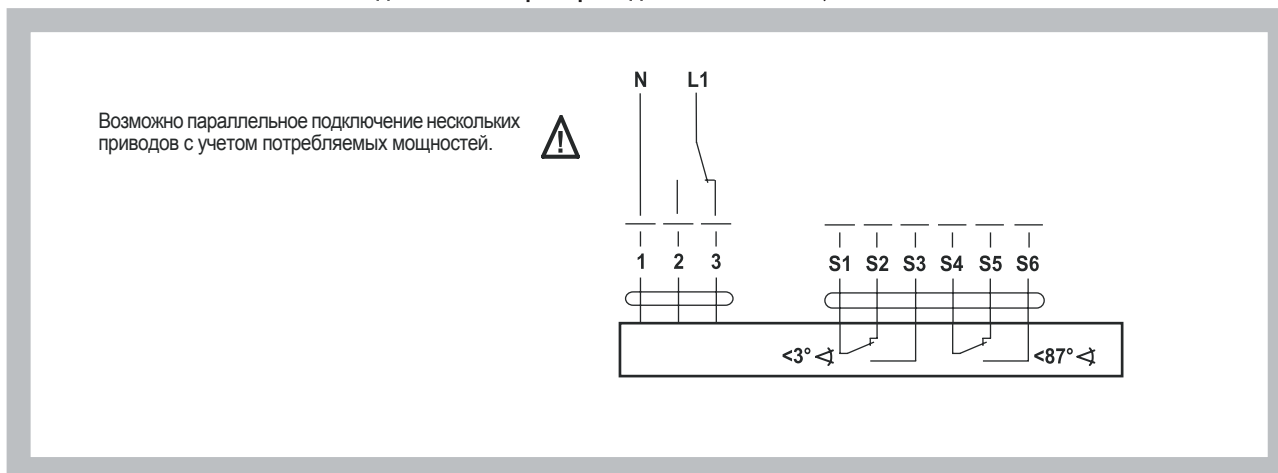 N L1
Возможно параллельное подключение нескольких
приводов с учетом потребляемых мощностей.
1 2 3
S1 S2 S3 S4 S5 S6
<3° <87°